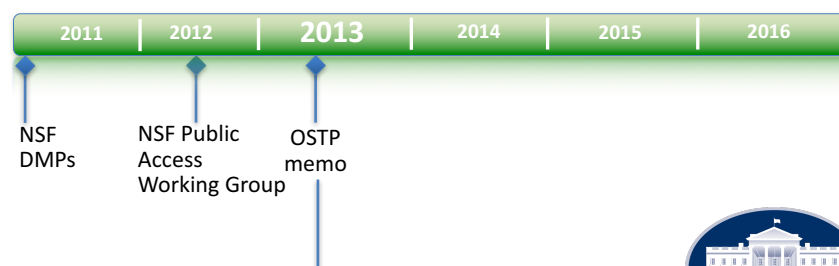 2011 2012 2013 2014 2015 2016
NSF
DMPs
NSF Public
Access
Working Group
OSTP
memo